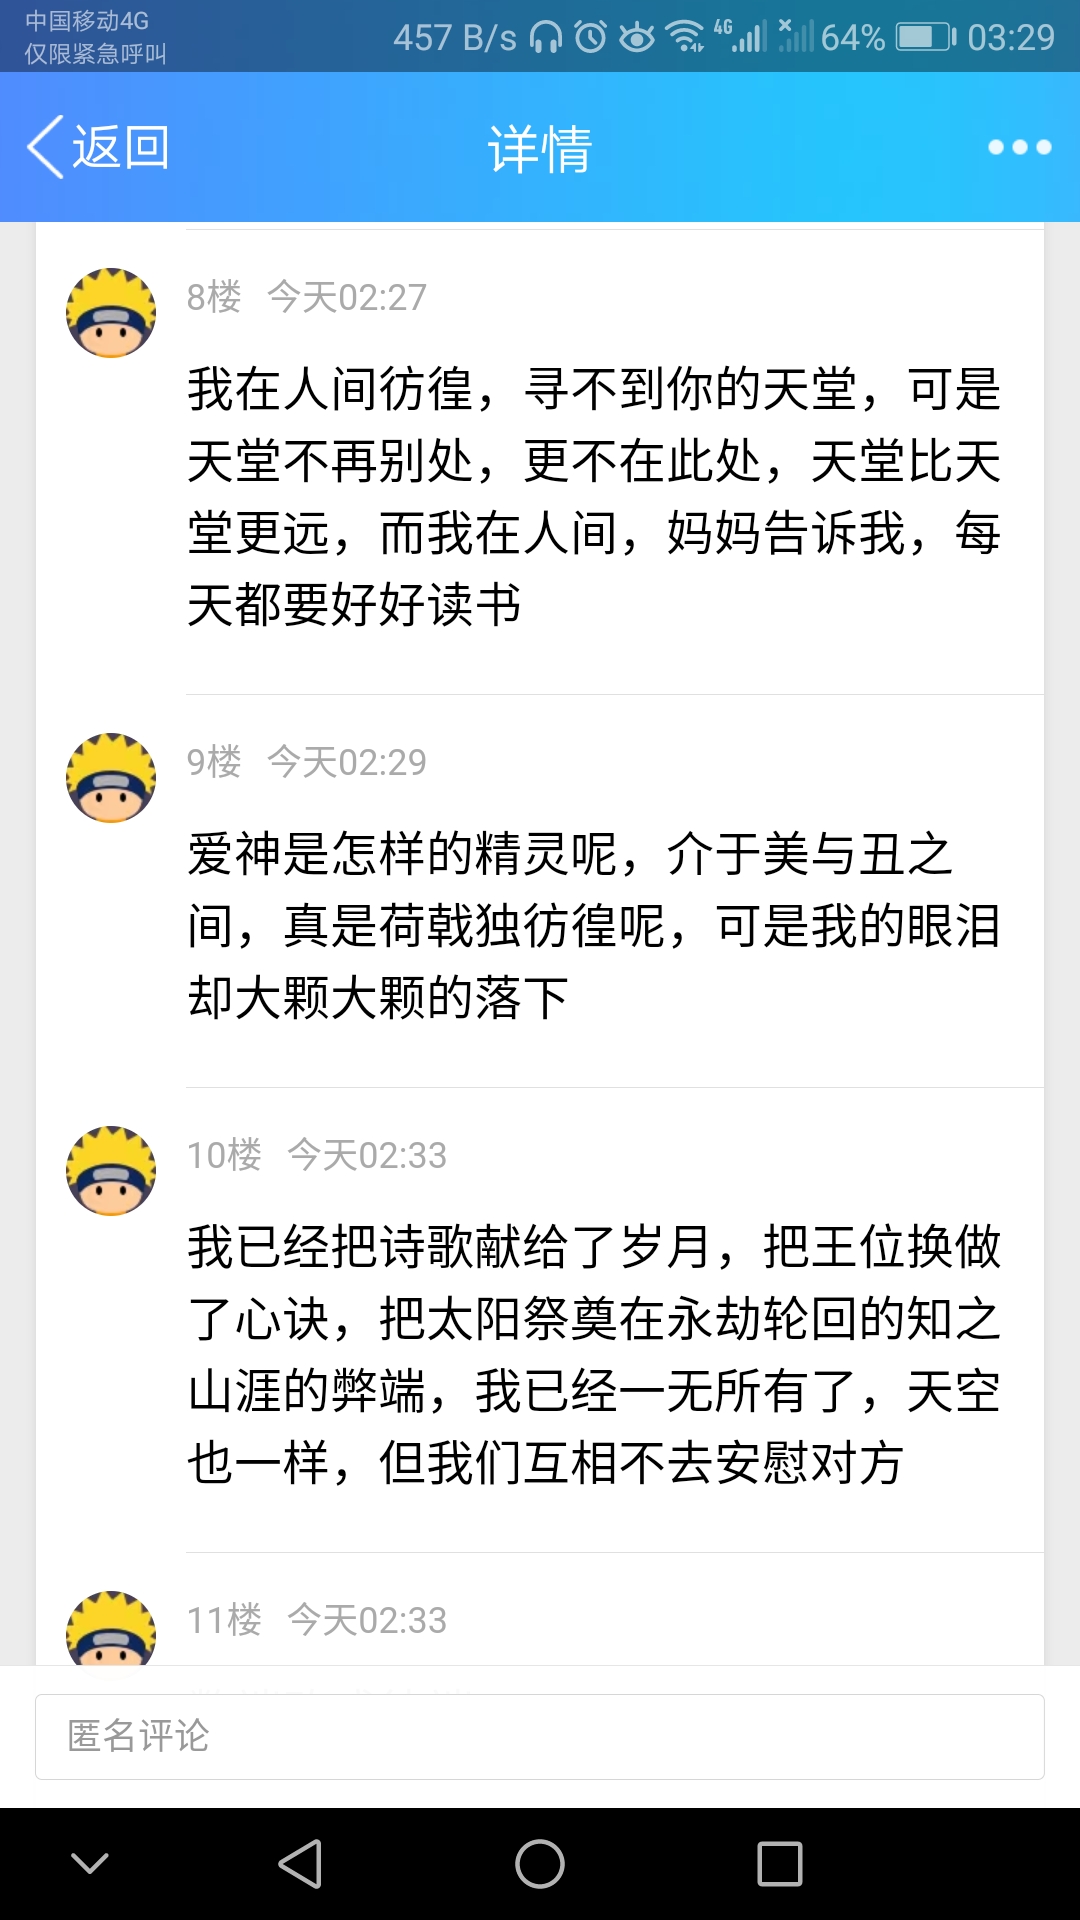 中国移动4G
仅限紧急呼叫
457 B/s
4G
64%
03:29
返回
详情
8楼 今天02:27
我在人间彷徨，寻不到你的天堂，可是
天堂不再别处，更不在此处，天堂比天
堂更远，而我在人间，妈妈告诉我，每
天都要好好读书
9楼 今天02:29
爱神是怎样的精灵呢，介于美与丑之
间，真是荷戟独彷徨呢，可是我的眼泪
却大颗大颗的落下
10楼 今天02:33
我已经把诗歌献给了岁月，把王位换做
了心诀，把太阳祭奠在永劫轮回的知之
山涯的弊端，我已经一无所有了，天空
也一样，但我们互相不去安慰对方
11楼 今天02:33
匿名评论